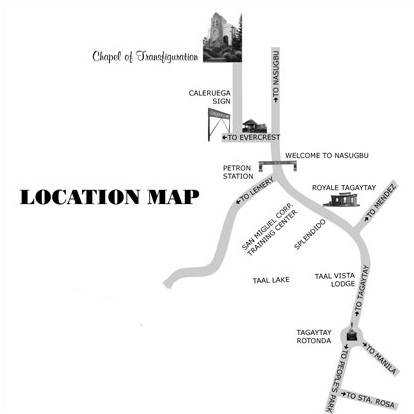 Chapel of Transfiguration
TO NASUGBU
CALERUEGA
SIGN
TO EVERCREST
WELCOME TO NASUGBU
PETRON
STATION
TO LEMERY
ROYALE TAGAYTAY
TO MENDEZ
LOCATION MAP
SAN MIGUEL CORP.
TRAINING CENTER
SPLENDIDO
TAAL LAKE
TAAL VISTA
LODGE
TO TAGAYTAY
TAGAYTAY
ROTONDA
TO MANILA
TO PEOPLE'S PARK
TO STA. ROSA